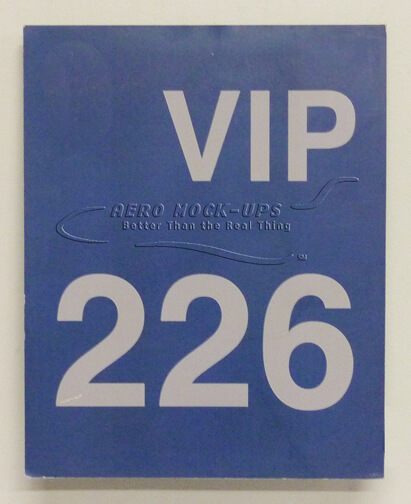 VIP
AERO MOCK-UPS
Better Than the Real Thing
226